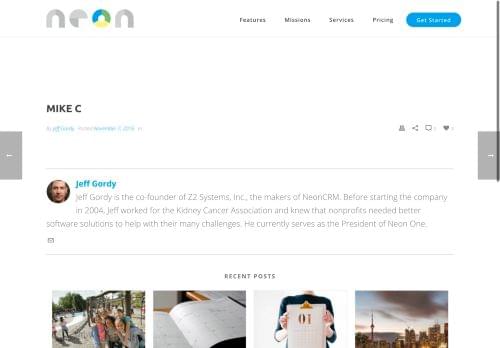 neon
Features Missions Services Pricing Get Started
MIKE C
By Jeff Gordy Posted November 7, 2016 In
0 0
← →
Jeff Gordy
Jeff Gordy is the co-founder of Z2 Systems, Inc., the makers of NeonCRM. Before starting the company
in 2004, Jeff worked for the Kidney Cancer Association and knew that nonprofits needed better
software solutions to help with their many challenges. He currently serves as the President of Neon One.
RECENT POSTS
01